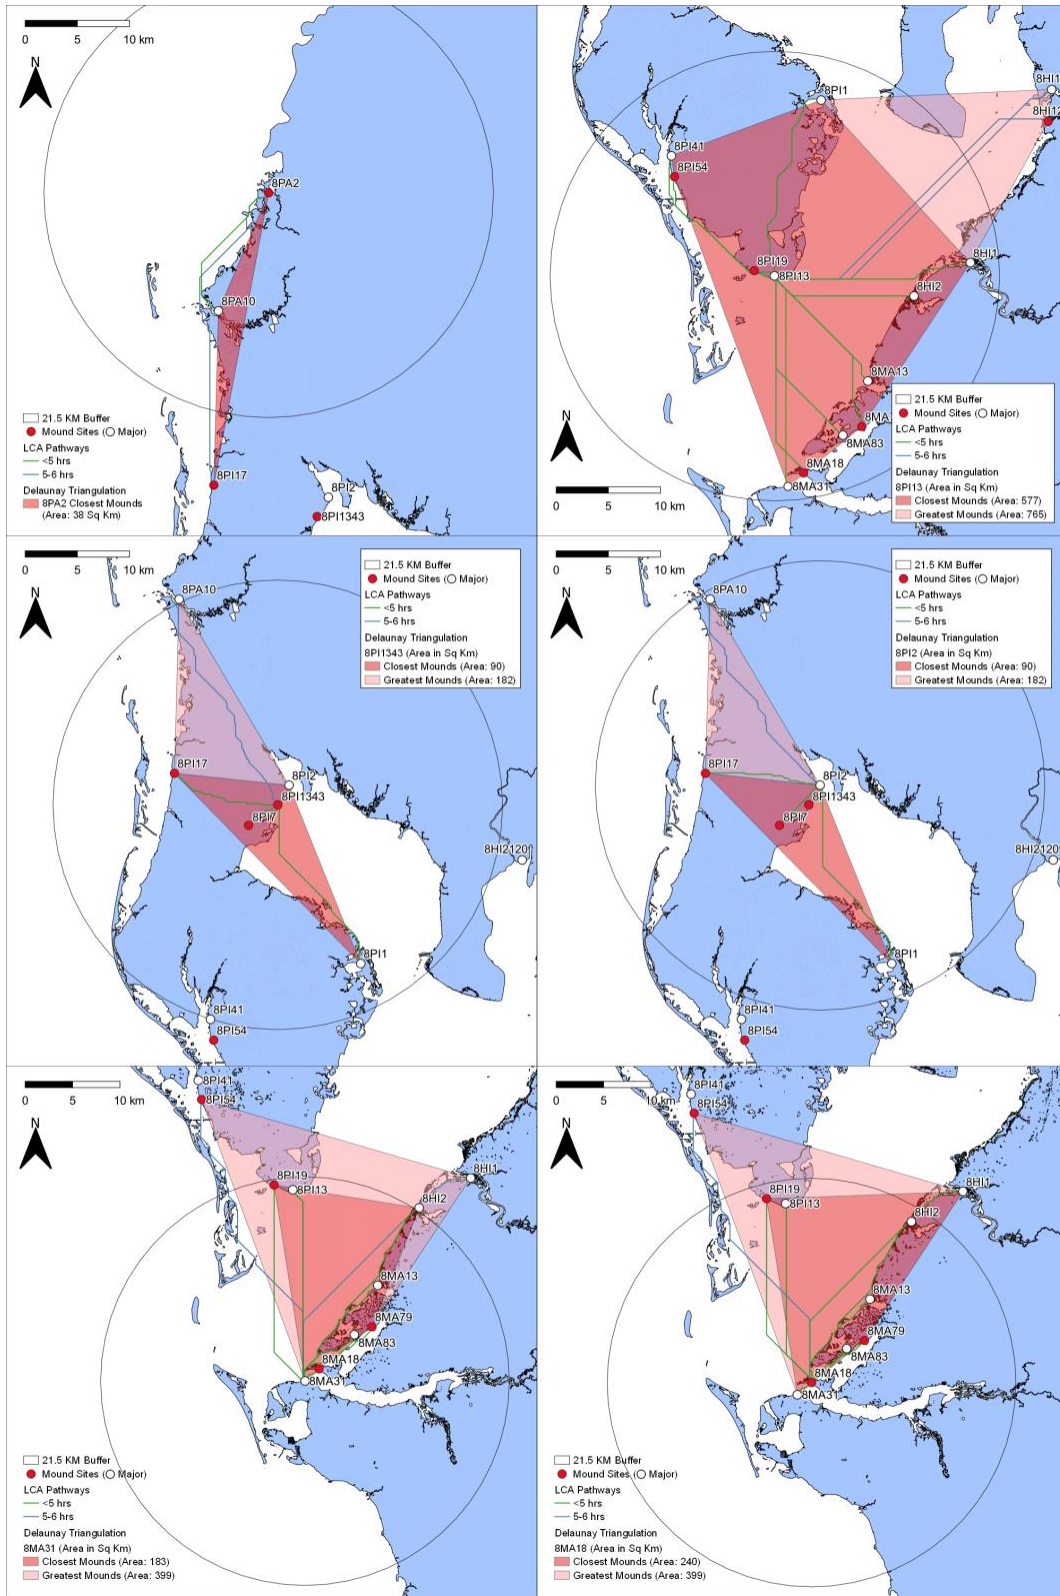 0 5 10 km
N
8PA2
8PA10
8PI17
8PI2
8PI1343
21.5 KM Buffer
Mound Sites (○ Major)
LCA Pathways
<5 hrs
5-6 hrs
Delaunay Triangulation
8PA2 Closest Mounds
(Area: 38 Sq Km)
8PI1
8HI1
8HI12
8PI41
8PI54
8PI19
8PI13
8HI1
8HI2
8MA13
8MA7
8MA83
8MA18
8MA31
N
0 5 10 km
21.5 KM Buffer
Mound Sites (○ Major)
LCA Pathways
<5 hrs
5-6 hrs
Delaunay Triangulation
8PI13 (Area in Sq Km)
Closest Mounds (Area: 577)
Greatest Mounds (Area: 765)
0 5 10 km
N
8PA10
8PI17
8PI2
8PI1343
8PI7
8HI2120
8PI1
8PI41
8PI54
21.5 KM Buffer
Mound Sites (○ Major)
LCA Pathways
<5 hrs
5-6 hrs
Delaunay Triangulation
8PI1343 (Area in Sq Km)
Closest Mounds (Area: 90)
Greatest Mounds (Area: 182)
0 5 10 km
N
8PA10
8PI17
8PI2
8PI1343
8PI7
8HI2120
8PI1
8PI41
8PI54
21.5 KM Buffer
Mound Sites (○ Major)
LCA Pathways
<5 hrs
5-6 hrs
Delaunay Triangulation
8PI2 (Area in Sq Km)
Closest Mounds (Area: 90)
Greatest Mounds (Area: 182)
0 5 10 km
N
8PI41
8PI54
8PI19
8PI13
8HI1
8HI2
8MA13
8MA79
8MA83
8MA18
8MA31
21.5 KM Buffer
Mound Sites (○ Major)
LCA Pathways
<5 hrs
5-6 hrs
Delaunay Triangulation
8MA31 (Area in Sq Km)
Closest Mounds (Area: 183)
Greatest Mounds (Area: 399)
0 5 10 km
N
8PI41
8PI54
8PI19
8PI13
8HI1
8HI2
8MA13
8MA79
8MA83
8MA18
8MA31
21.5 KM Buffer
Mound Sites (○ Major)
LCA Pathways
<5 hrs
5-6 hrs
Delaunay Triangulation
8MA18 (Area in Sq Km)
Closest Mounds (Area: 240)
Greatest Mounds (Area: 399)